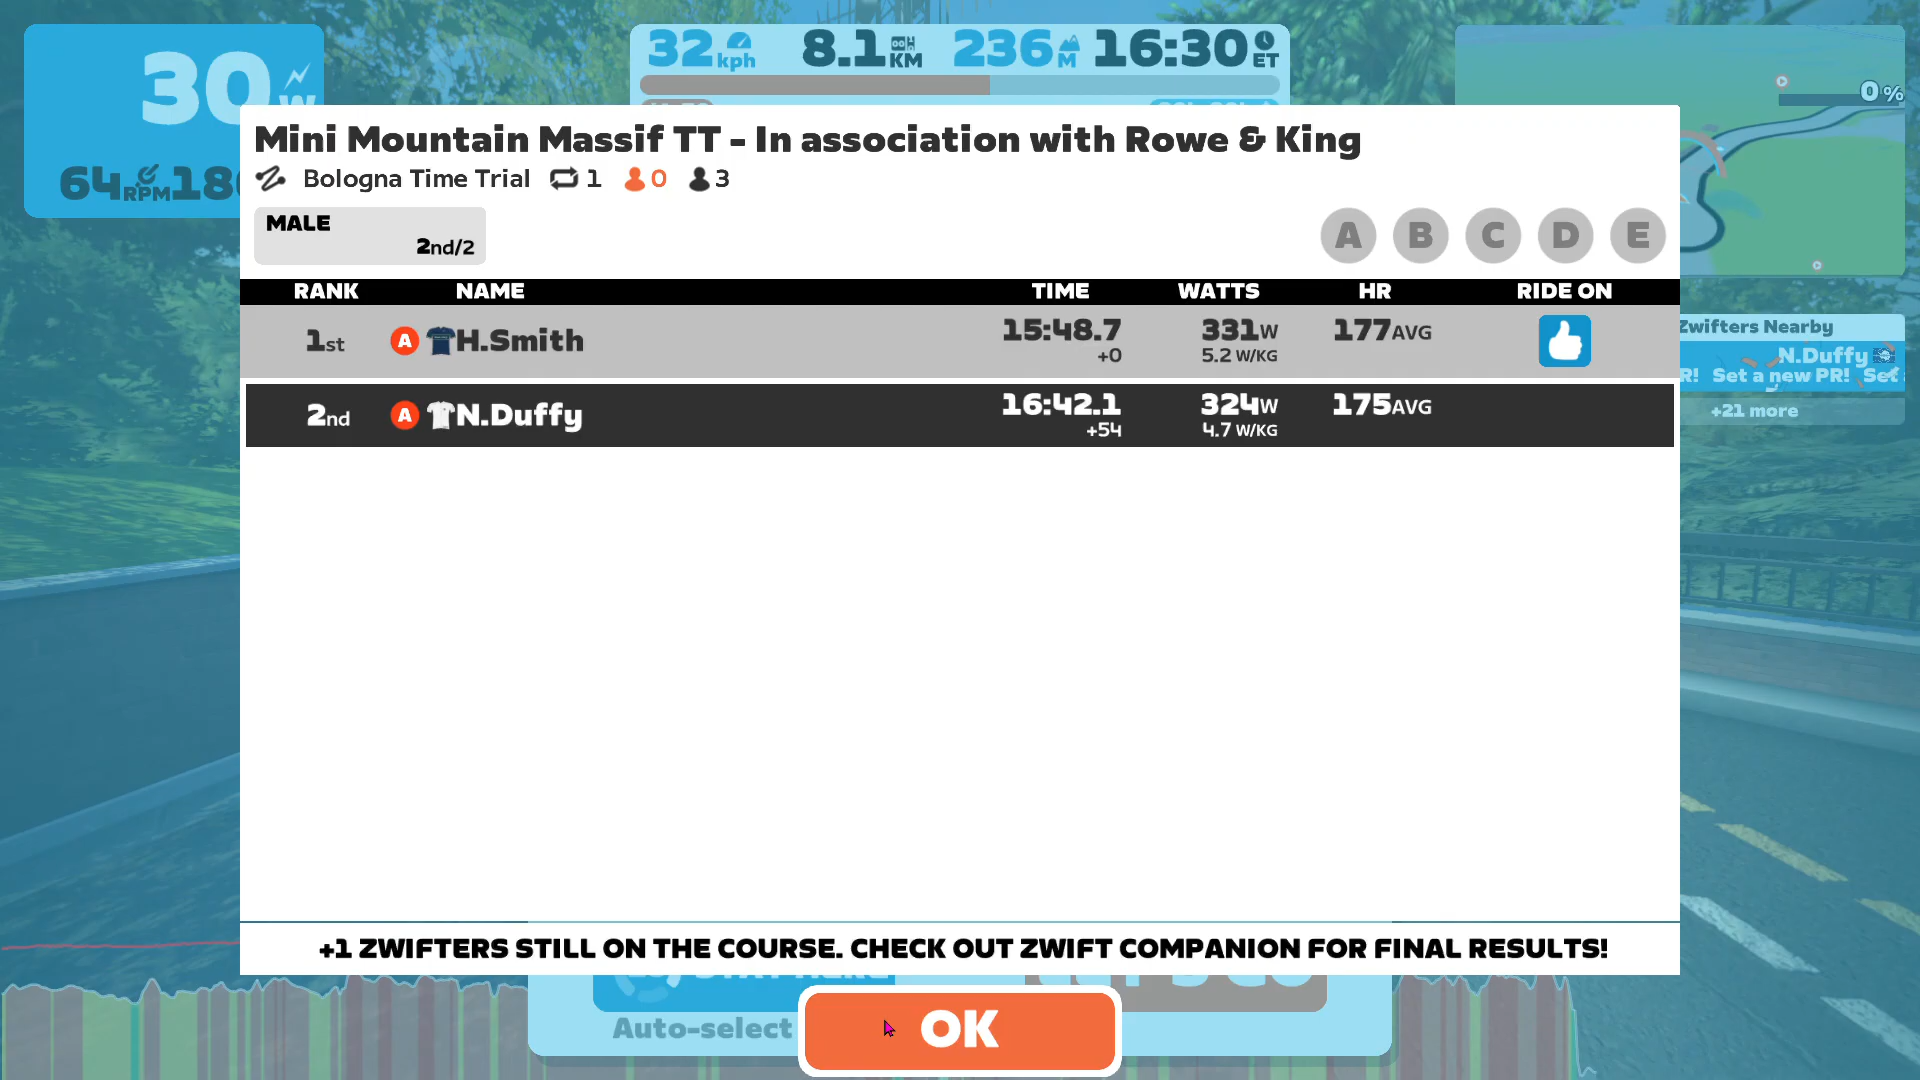 30 W
64 RPM 18
32 kph 8.1 KM 236 M 16:30 ET
0 %
Mini Mountain Massif TT - In association with Rowe & King
Bologna Time Trial 1 0 3
MALE
2nd/2
A B C D E
RANK NAME TIME WATTS HR RIDE ON
1st A H.Smith 15:48.7 331W 177AVG
+0 5.2 W/KG
2nd A N.Duffy 16:42.1 324W 175AVG
+54 4.7 W/KG
Zwifters Nearby
N.Duffy
R! Set a new PR! Set
+21 more
+1 ZWIFTERS STILL ON THE COURSE. CHECK OUT ZWIFT COMPANION FOR FINAL RESULTS!
Auto-select
OK